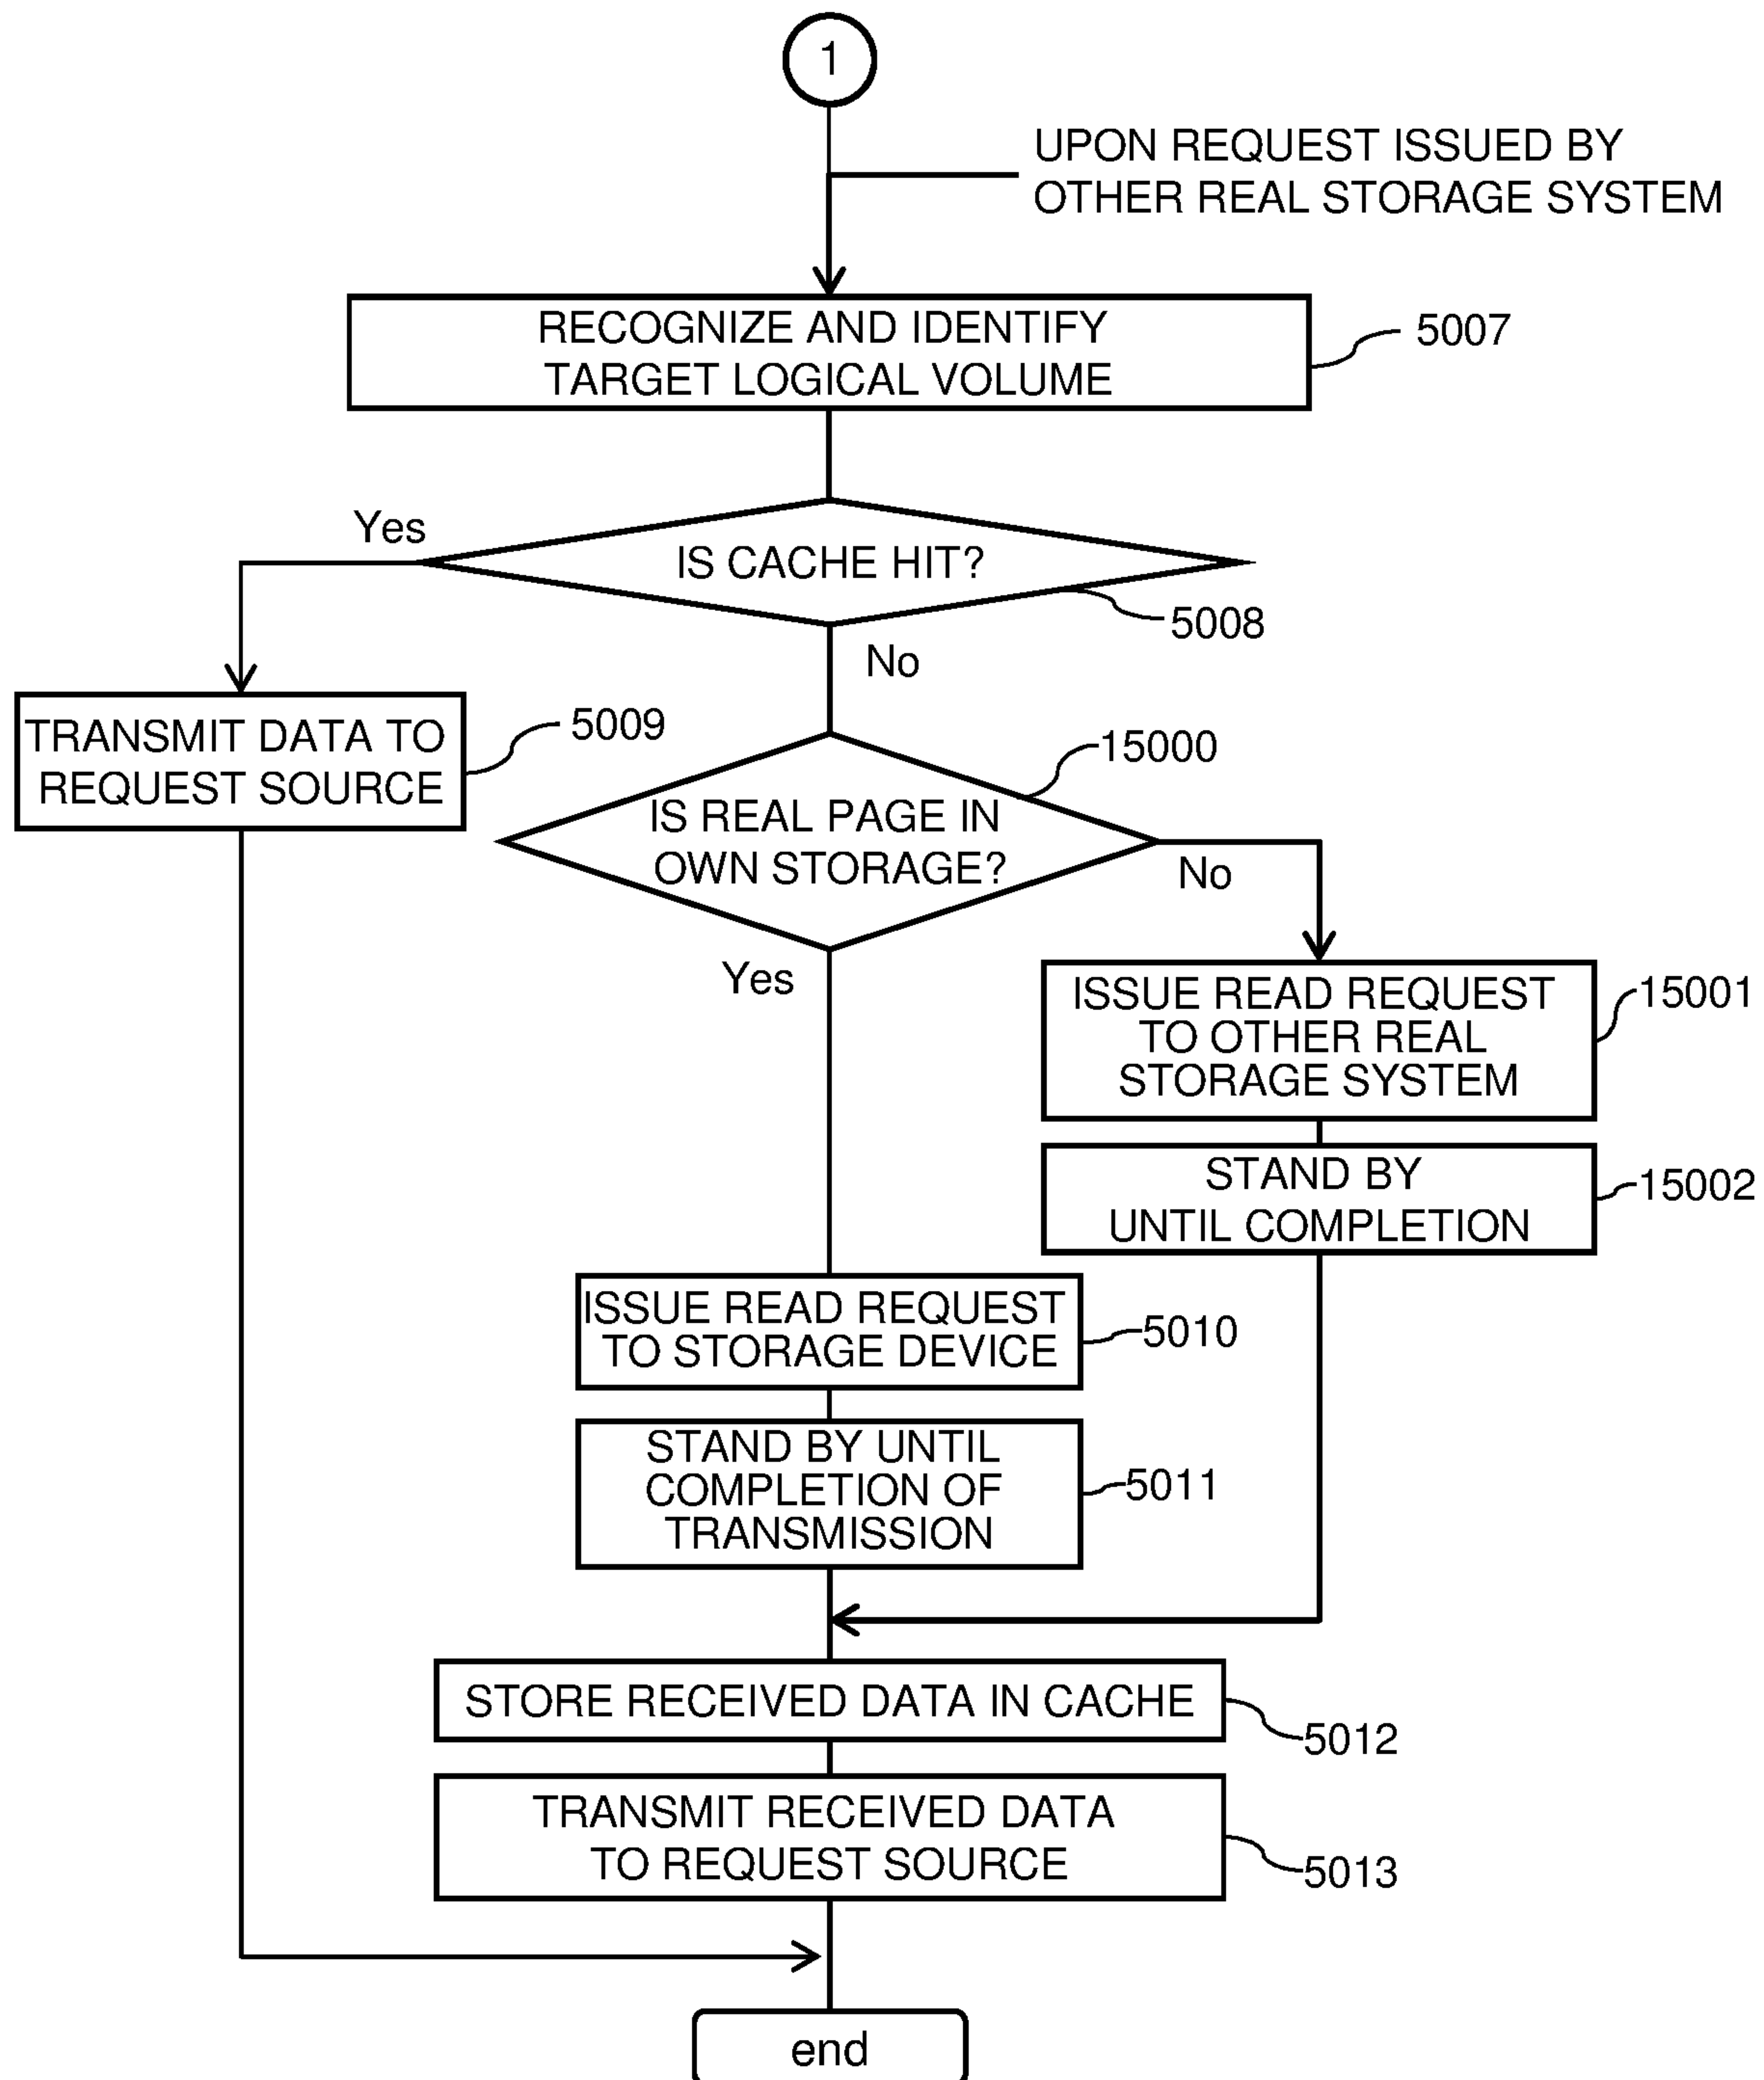 1
UPON REQUEST ISSUED BY
OTHER REAL STORAGE SYSTEM
RECOGNIZE AND IDENTIFY
TARGET LOGICAL VOLUME
5007
Yes
IS CACHE HIT?
5008
No
TRANSMIT DATA TO
REQUEST SOURCE
5009
15000
IS REAL PAGE IN
OWN STORAGE?
No
Yes
ISSUE READ REQUEST
TO OTHER REAL
STORAGE SYSTEM
15001
STAND BY
UNTIL COMPLETION
15002
ISSUE READ REQUEST
TO STORAGE DEVICE
5010
STAND BY UNTIL
COMPLETION OF
TRANSMISSION
5011
STORE RECEIVED DATA IN CACHE
5012
TRANSMIT RECEIVED DATA
TO REQUEST SOURCE
5013
end